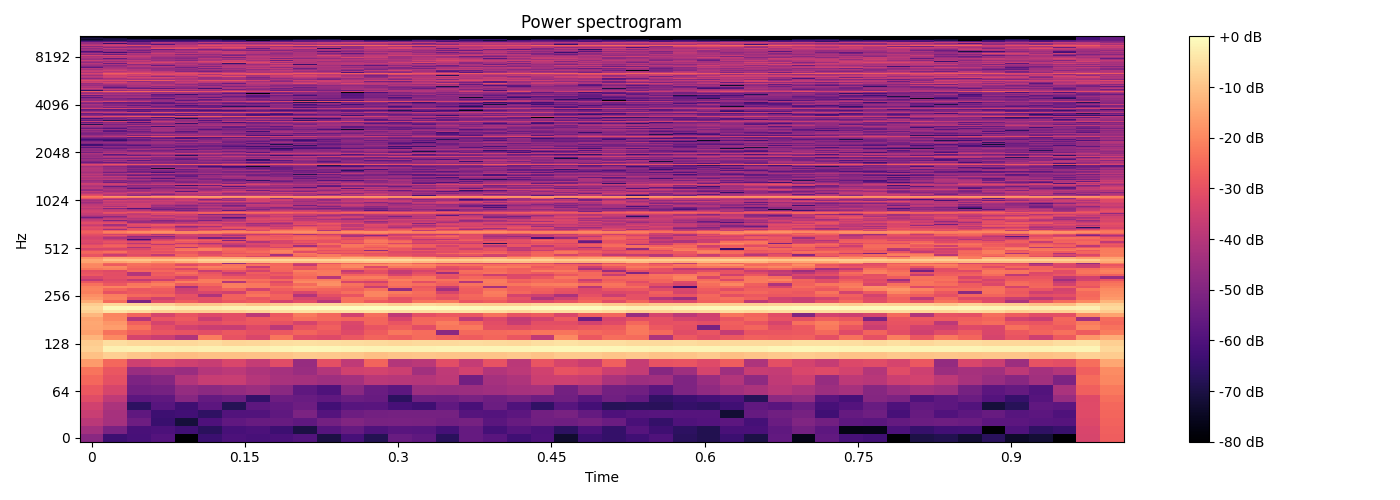 Power spectrogram
Hz
8192
4096
2048
1024
512
256
128
64
0
0 0.15 0.3 0.45 0.6 0.75 0.9
Time
+0 dB
-10 dB
-20 dB
-30 dB
-40 dB
-50 dB
-60 dB
-70 dB
-80 dB